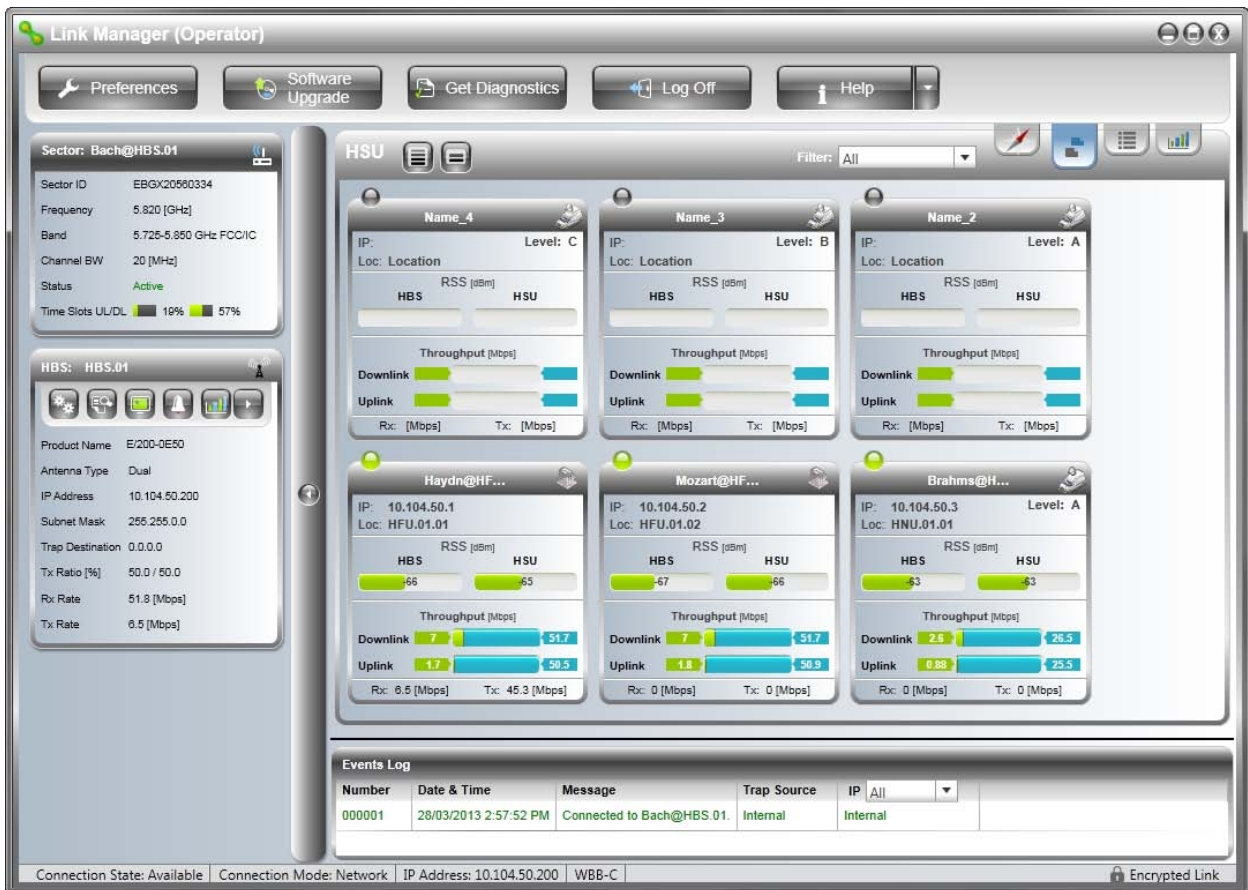 Link Manager (Operator)
Preferences
Software Upgrade
Get Diagnostics
Log Off
Help
Sector: Bach@HBS.01
Sector ID EBGX20560334
Frequency 5.820 [GHz]
Band 5.725-5.850 GHz FCC/IC
Channel BW 20 [MHz]
Status Active
Time Slots UL/DL 19% 57%
HBS: HBS.01
Product Name E/200-0E50
Antenna Type Dual
IP Address 10.104.50.200
Subnet Mask 255.255.0.0
Trap Destination 0.0.0.0
Tx Ratio [%] 50.0 / 50.0
Rx Rate 51.8 [Mbps]
Tx Rate 6.5 [Mbps]
HSU
Filter: All
Name_4
IP: Level: C
Loc: Location
RSS [dBm]
HBS HSU
Throughput [Mbps]
Downlink
Uplink
Rx: [Mbps] Tx: [Mbps]
Name_3
IP: Level: B
Loc: Location
RSS [dBm]
HBS HSU
Throughput [Mbps]
Downlink
Uplink
Rx: [Mbps] Tx: [Mbps]
Name_2
IP: Level: A
Loc: Location
RSS [dBm]
HBS HSU
Throughput [Mbps]
Downlink
Uplink
Rx: [Mbps] Tx: [Mbps]
Haydn@HF...
IP: 10.104.50.1
Loc: HFU.01.01
RSS [dBm]
HBS HSU
-66 -65
Throughput [Mbps]
Downlink 7 51.7
Uplink 1.7 50.5
Rx: 6.5 [Mbps] Tx: 45.3 [Mbps]
Mozart@HF...
IP: 10.104.50.2
Loc: HFU.01.02
RSS [dBm]
HBS HSU
-67 -66
Throughput [Mbps]
Downlink 7 51.7
Uplink 1.8 50.9
Rx: 0 [Mbps] Tx: 0 [Mbps]
Brahms@H...
IP: 10.104.50.3 Level: A
Loc: HNU.01.01
RSS [dBm]
HBS HSU
-63 -63
Throughput [Mbps]
Downlink 2.6 26.5
Uplink 0.88 25.5
Rx: 0 [Mbps] Tx: 0 [Mbps]
Events Log
Number Date & Time Message Trap Source IP All
000001 28/03/2013 2:57:52 PM Connected to Bach@HBS.01. Internal Internal
Connection State: Available Connection Mode: Network IP Address: 10.104.50.200 WBB-C Encrypted Link